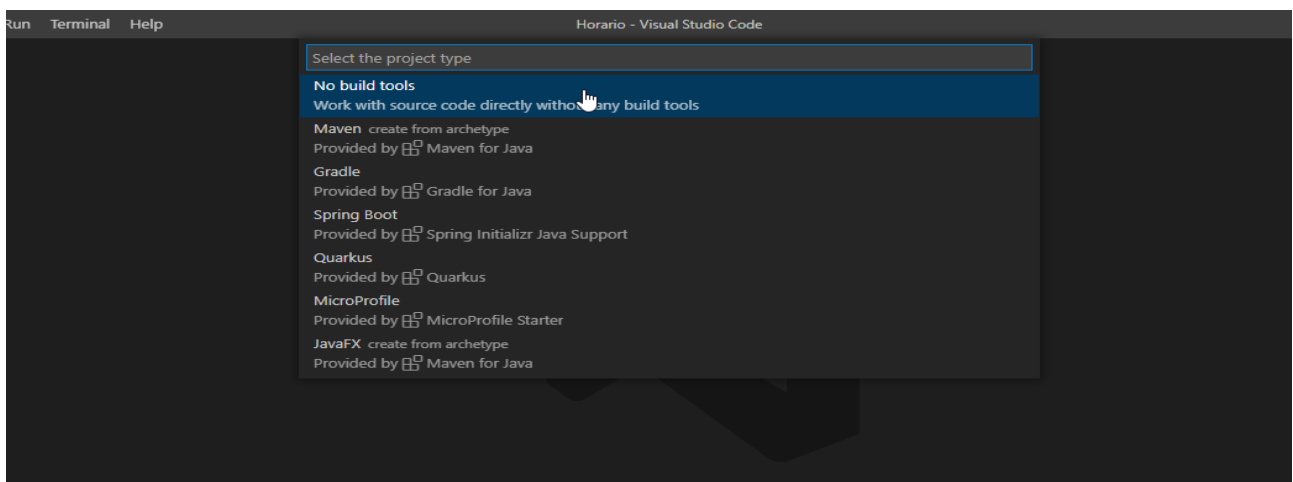 Run Terminal Help Horario - Visual Studio Code
Select the project type
No build tools
Work with source code directly without any build tools
Maven create from archetype
Provided by Maven for Java
Gradle
Provided by Gradle for Java
Spring Boot
Provided by Spring Initializr Java Support
Quarkus
Provided by Quarkus
MicroProfile
Provided by MicroProfile Starter
JavaFX create from archetype
Provided by Maven for Java